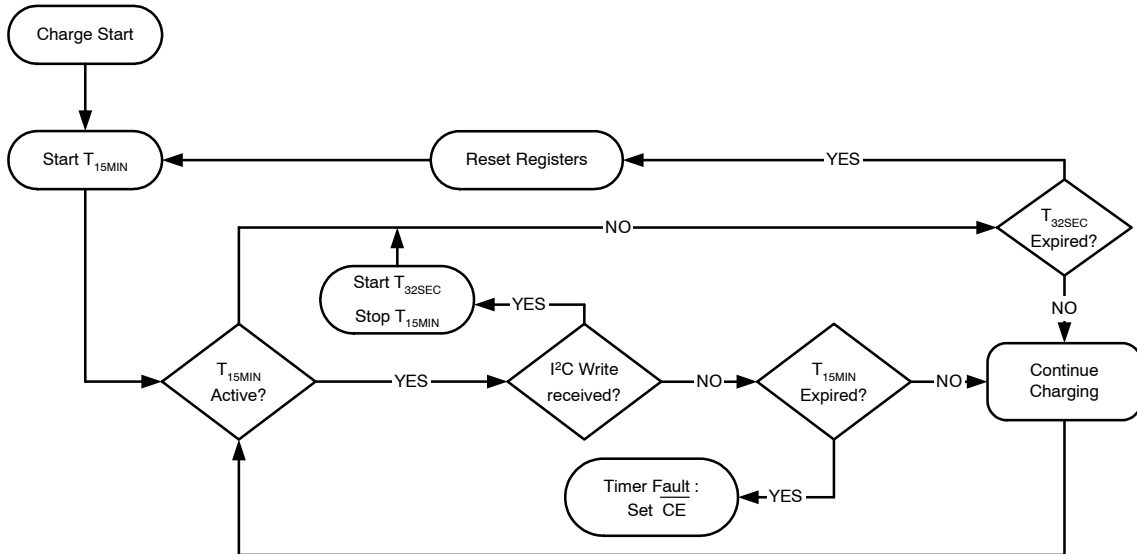 Charge Start
Start T15MIN
Reset Registers
YES
T32SEC
Expired?
NO
Start T32SEC
Stop T15MIN
YES
NO
T15MIN
Active?
YES
I²C Write
received?
NO
T15MIN
Expired?
NO
Continue
Charging
Timer Fault :
Set C̅E̅
YES